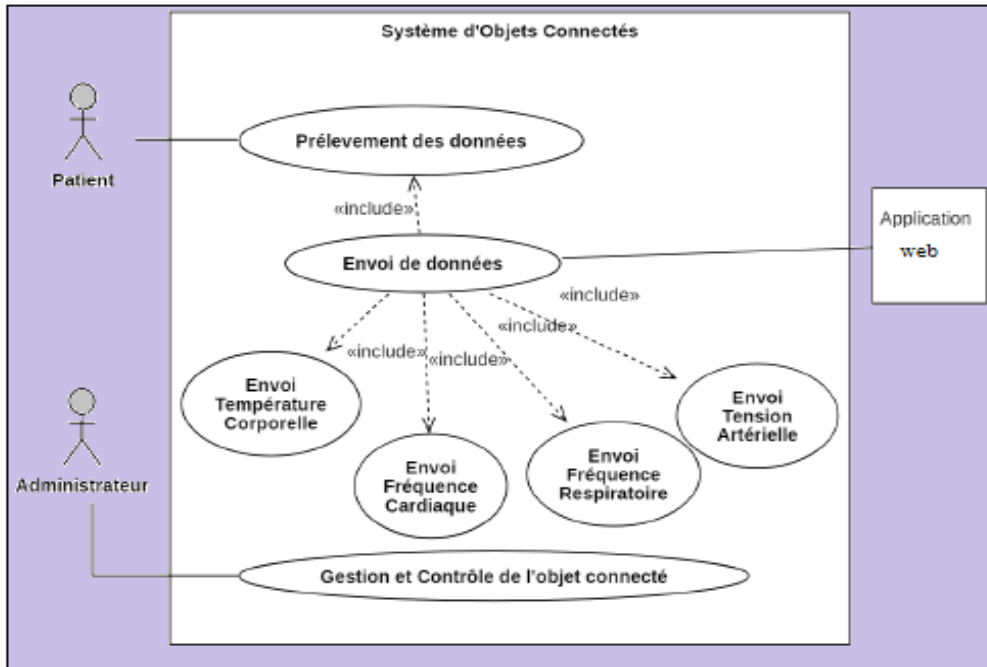 Système d'Objets Connectés
Prélevement des données
Patient
«include»
Application
web
Envoi de données
«include»
«include»
«include»
«include»
Envoi
Température
Corporelle
Envoi
Tension
Artérielle
Envoi
Fréquence
Cardiaque
Envoi
Fréquence
Respiratoire
Administrateur
Gestion et Contrôle de l'objet connecté